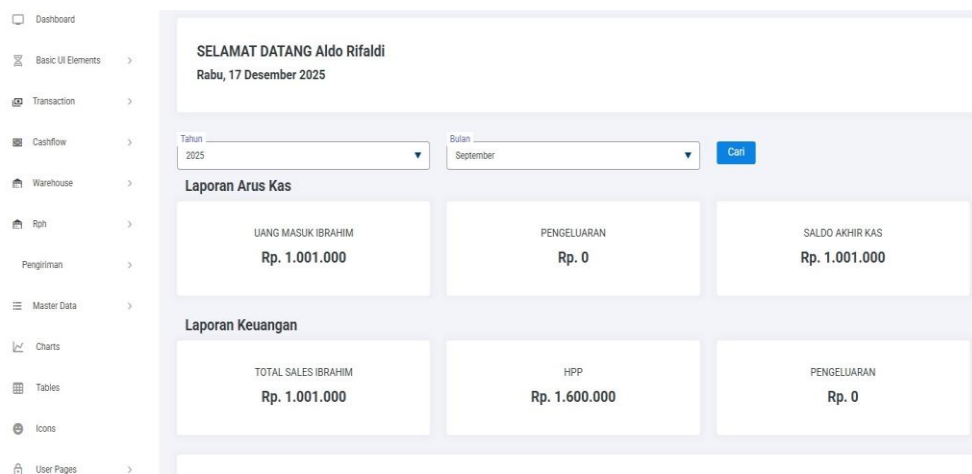 Dashboard
Basic UI Elements
Transaction
Cashflow
Warehouse
Rph
Pengiriman
Master Data
Charts
Tables
Icons
User Pages
SELAMAT DATANG Aldo Rifaldi
Rabu, 17 Desember 2025
Tahun
2025
Bulan
September
Cari
Laporan Arus Kas
UANG MASUK IBRAHIM
Rp. 1.001.000
PENGELUARAN
Rp. 0
SALDO AKHIR KAS
Rp. 1.001.000
Laporan Keuangan
TOTAL SALES IBRAHIM
Rp. 1.001.000
HPP
Rp. 1.600.000
PENGELUARAN
Rp. 0